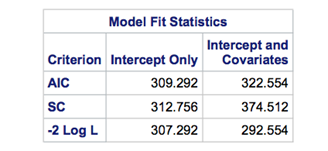 Model Fit Statistics
Criterion Intercept Only Intercept and
Covariates
AIC 309.292 322.554
SC 312.756 374.512
-2 Log L 307.292 292.554